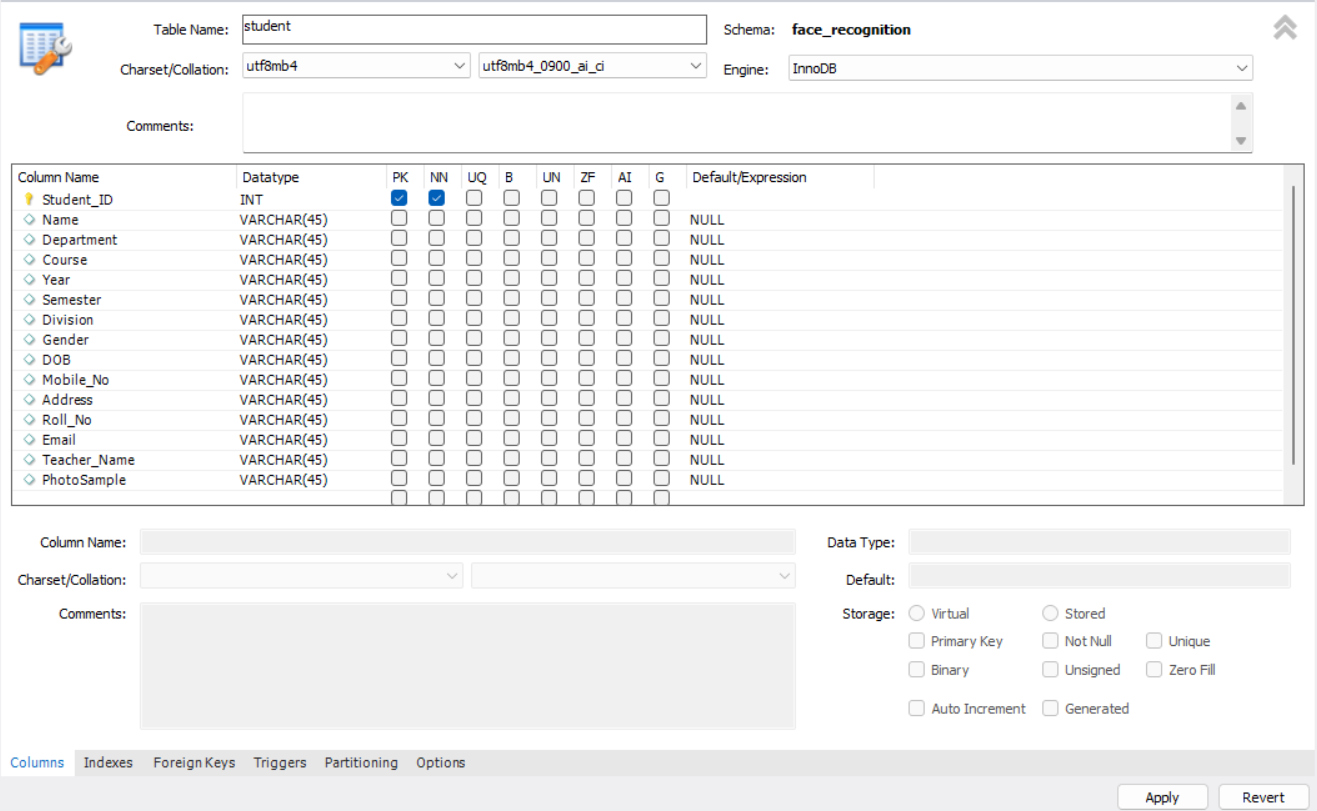 Table Name: student Schema: face_recognition
Charset/Collation: utf8mb4 utf8mb4_0900_ai_ci Engine: InnoDB
Comments:
Column Name Datatype PK NN UQ B UN ZF AI G Default/Expression
Student_ID INT
Name VARCHAR(45) NULL
Department VARCHAR(45) NULL
Course VARCHAR(45) NULL
Year VARCHAR(45) NULL
Semester VARCHAR(45) NULL
Division VARCHAR(45) NULL
Gender VARCHAR(45) NULL
DOB VARCHAR(45) NULL
Mobile_No VARCHAR(45) NULL
Address VARCHAR(45) NULL
Roll_No VARCHAR(45) NULL
Email VARCHAR(45) NULL
Teacher_Name VARCHAR(45) NULL
PhotoSample VARCHAR(45) NULL
Column Name: Data Type:
Charset/Collation: Default:
Comments: Storage: Virtual Stored
Primary Key Not Null Unique
Binary Unsigned Zero Fill
Auto Increment Generated
Columns Indexes Foreign Keys Triggers Partitioning Options
Apply Revert